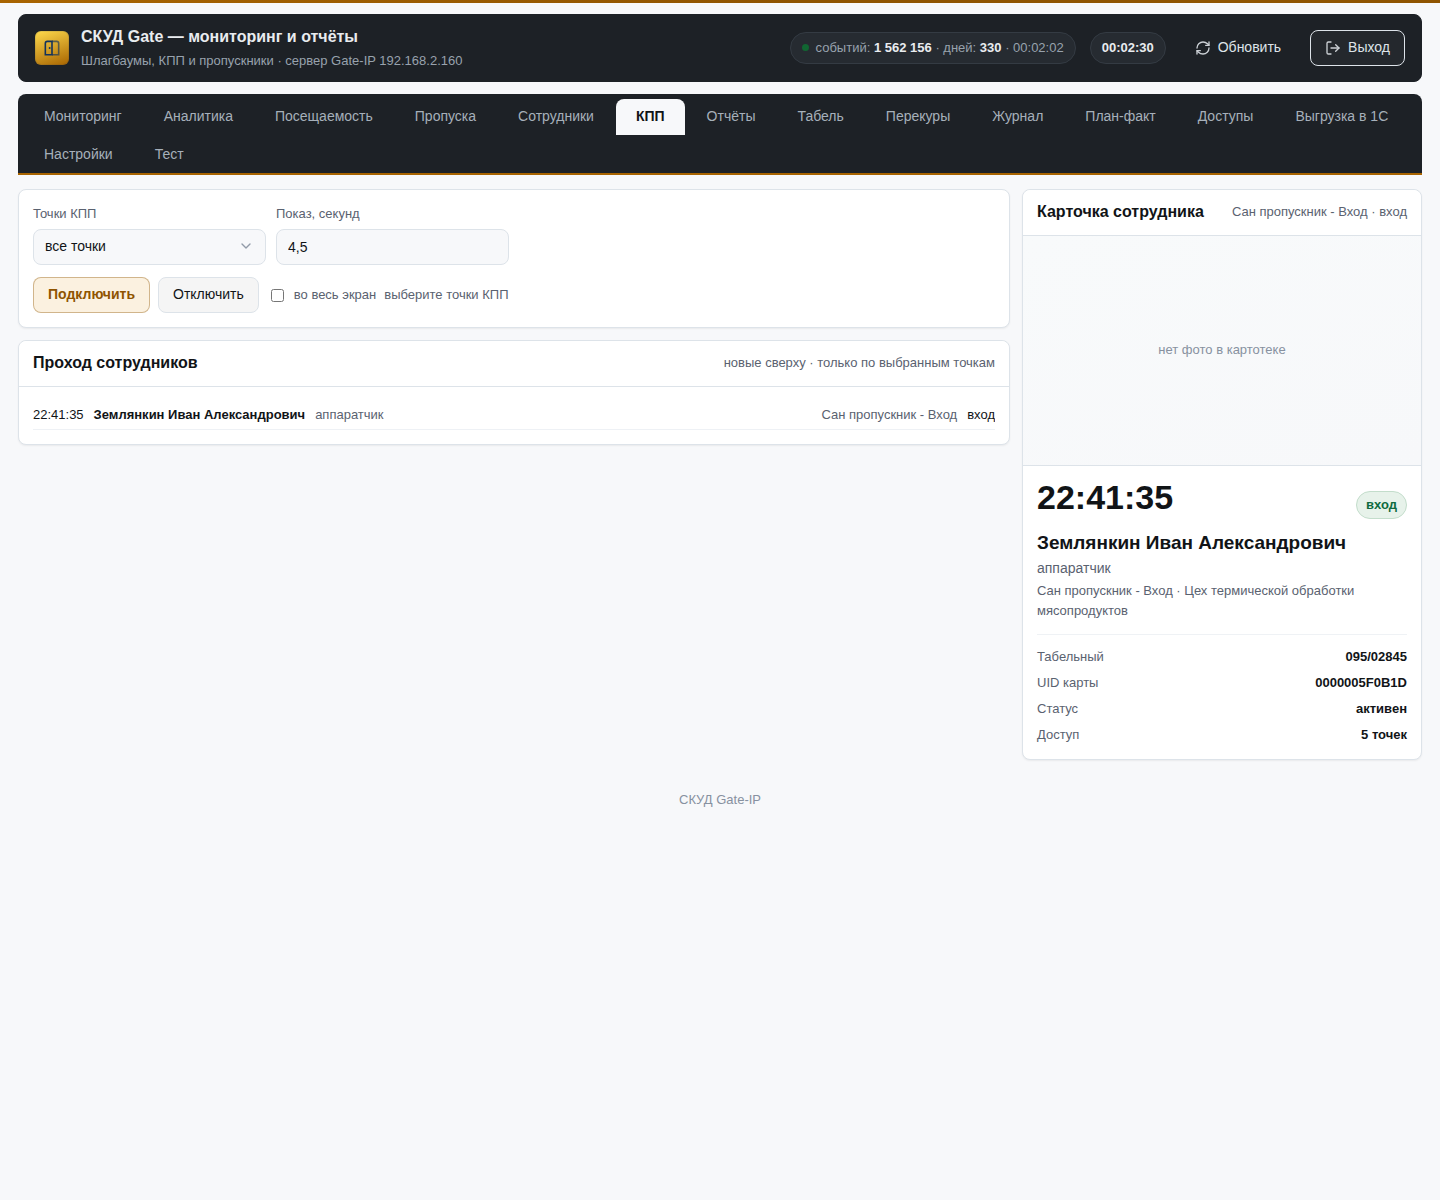 СКУД Gate — мониторинг и отчёты
Шлагбаумы, КПП и пропускники · сервер Gate-IP 192.168.2.160
событий: 1 562 156 · дней: 330 · 00:02:02
00:02:30
Обновить
Выход
Мониторинг Аналитика Посещаемость Пропуска Сотрудники КПП Отчёты Табель Перекуры Журнал План-факт Доступы Выгрузка в 1С
Настройки Тест
Точки КПП Показ, секунд
все точки 4,5
Подключить Отключить во весь экран выберите точки КПП
Проход сотрудников новые сверху · только по выбранным точкам
22:41:35 Землянкин Иван Александрович аппаратчик Сан пропускник - Вход вход
Карточка сотрудника Сан пропускник - Вход · вход
нет фото в картотеке
22:41:35 вход
Землянкин Иван Александрович
аппаратчик
Сан пропускник - Вход · Цех термической обработки
мясопродуктов
Табельный 095/02845
UID карты 0000005F0B1D
Статус активен
Доступ 5 точек
СКУД Gate-IP